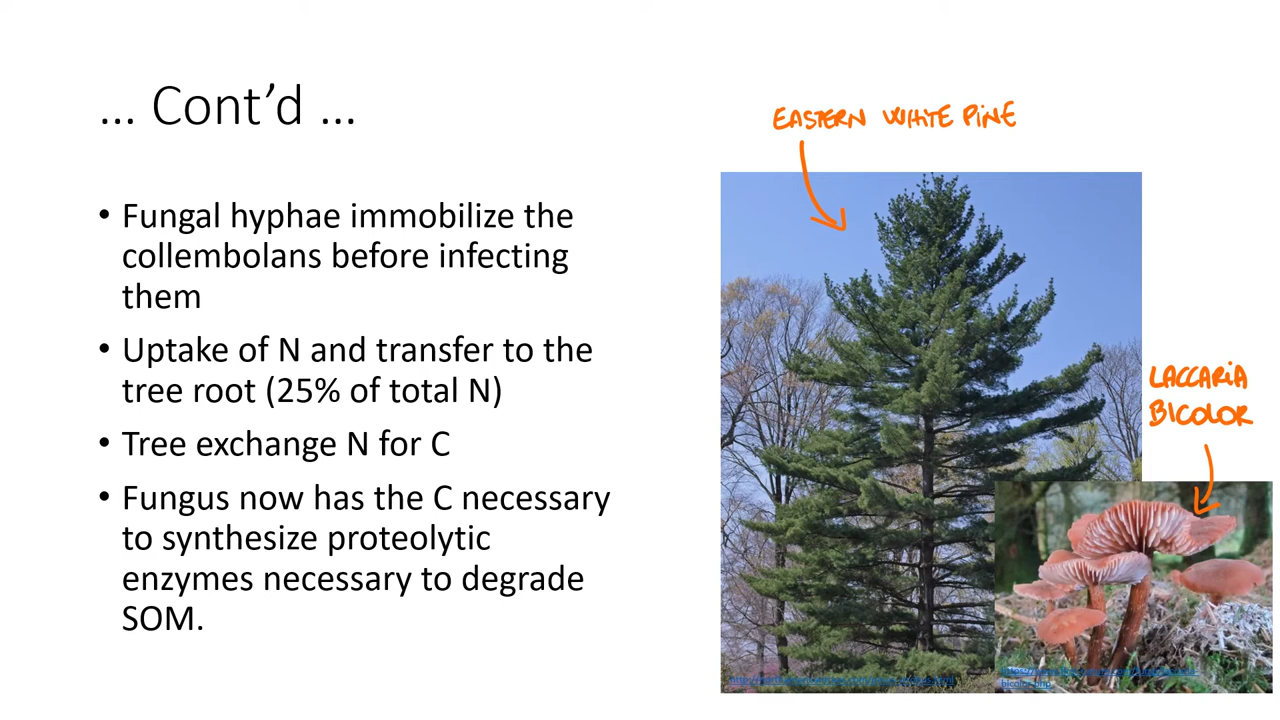 ... Cont’d ...
• Fungal hyphae immobilize the
collembolans before infecting
them
• Uptake of N and transfer to the
tree root (25% of total N)
• Tree exchange N for C
• Fungus now has the C necessary
to synthesize proteolytic
enzymes necessary to degrade
SOM.
EASTERN WHITE PINE
LACCARIA
BICOLOR